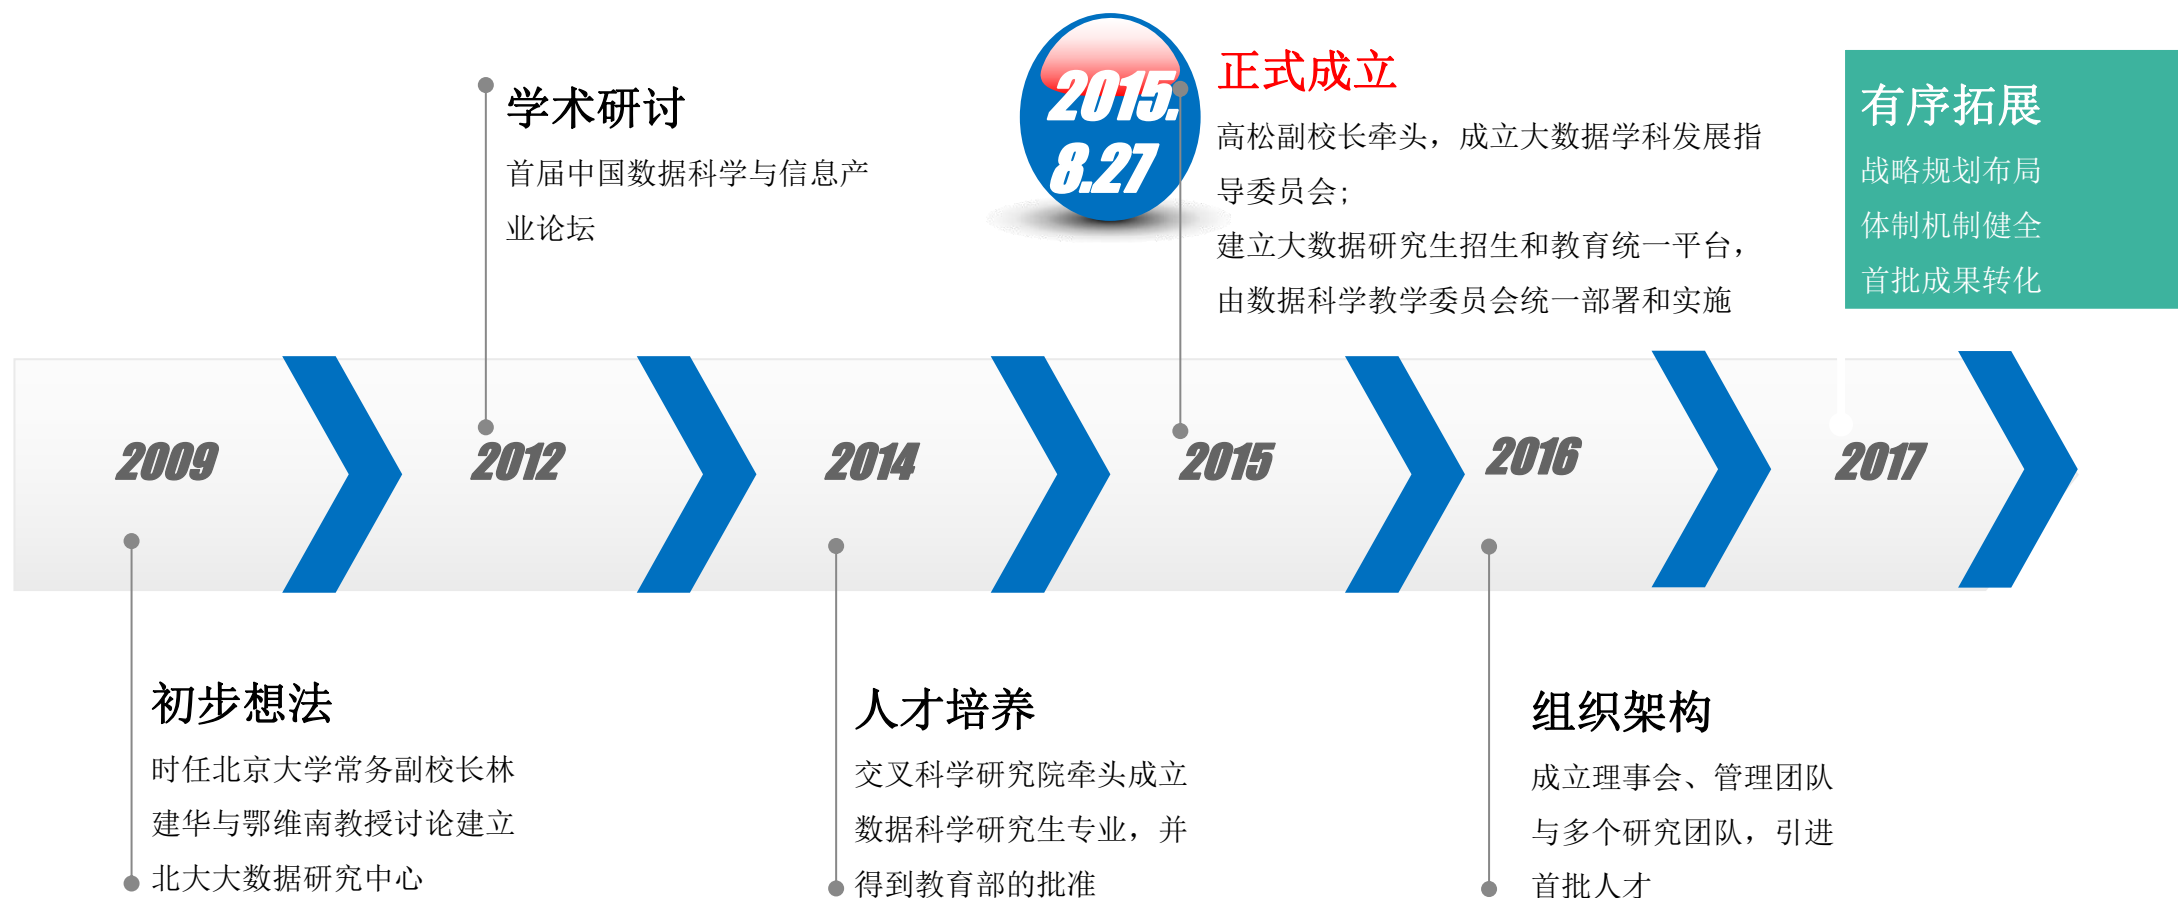 学术研讨
首届中国数据科学与信息产
业论坛
2015.
8.27
正式成立
高松副校长牵头，成立大数据学科发展指
导委员会；
建立大数据研究生招生和教育统一平台，
由数据科学教学委员会统一部署和实施
有序拓展
战略规划布局
体制机制健全
首批成果转化
2009
2012
2014
2015
2016
2017
初步想法
时任北京大学常务副校长林
建华与鄂维南教授讨论建立
北大大数据研究中心
人才培养
交叉科学研究院牵头成立
数据科学研究生专业，并
得到教育部的批准
组织架构
成立理事会、管理团队
与多个研究团队，引进
首批人才